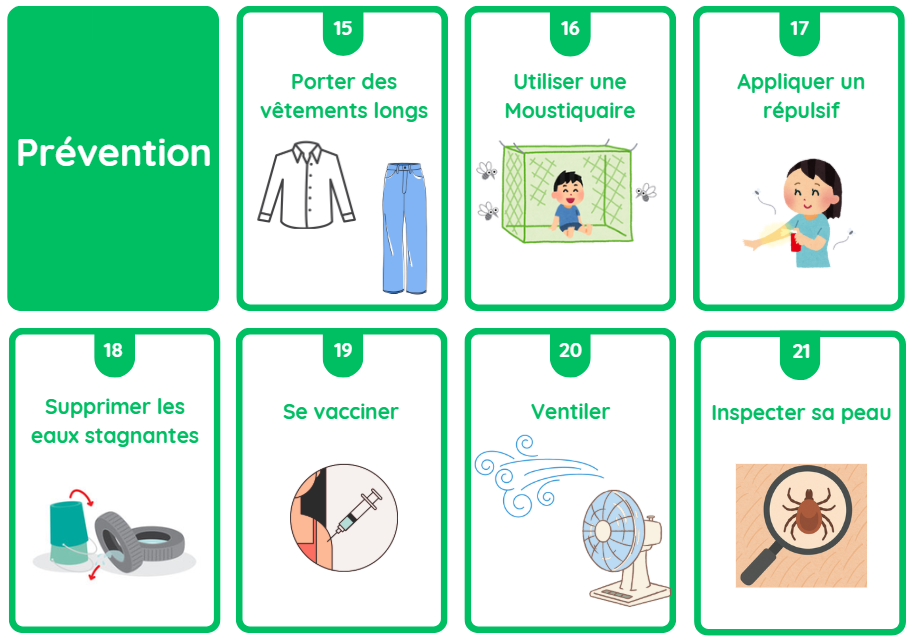 Prévention
15
Porter des
vêtements longs
16
Utiliser une
Moustiquaire
17
Appliquer un
répulsif
18
Supprimer les
eaux stagnantes
19
Se vacciner
20
Ventiler
21
Inspecter sa peau